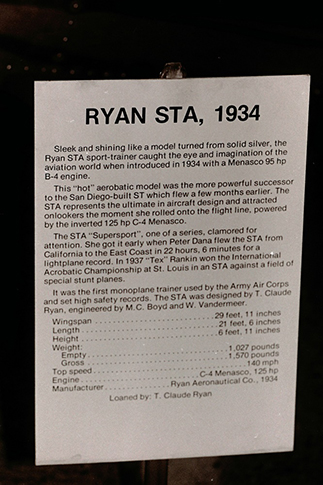 RYAN STA, 1934
Sleek and shining like a model turned from solid silver, the
Ryan STA sport-trainer caught the eye and imagination of the
aviation world when introduced in 1934 with a Menasco 95 hp
B-4 engine.
This "hot" aerobatic model was the more powerful successor
to the San Diego-built ST which flew a few months earlier. The
STA represents the ultimate in aircraft design and attracted
onlookers the moment she rolled onto the flight line, powered
by the inverted 125 hp C-4 Menasco.
The STA "Supersport", one of a series, clamored for
attention. She got it early when Peter Dana flew the STA from
California to the East Coast in 22 hours, 6 minutes for a
lightplane record. In 1937 "Tex" Rankin won the International
Acrobatic Championship at St. Louis in an STA against a field of
special stunt planes.
It was the first monoplane trainer used by the Army Air Corps
and set high safety records. The STA was designed by T. Claude
Ryan, engineered by M.C. Boyd and W. Vandermeer.
Wingspan ........ 29 feet, 11 inches
Length ........ 21 feet, 6 inches
Height ........ 6 feet, 11 inches
Weight:
Empty ........ 1,027 pounds
Gross ........ 1,570 pounds
Top speed ........ 140 mph
Engine ........ C-4 Menasco, 125 hp
Manufacturer ........ Ryan Aeronautical Co., 1934
Loaned by: T. Claude Ryan